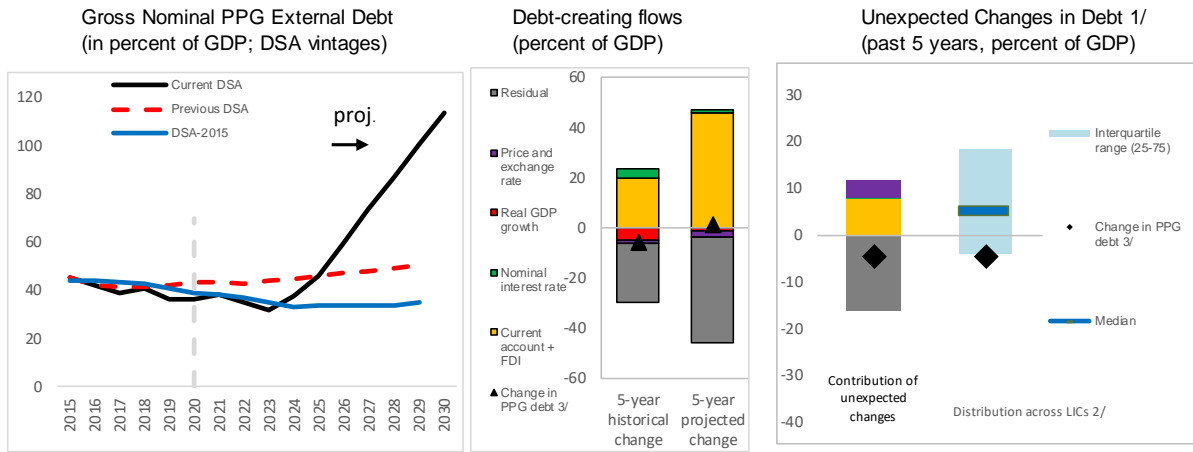 Gross Nominal PPG External Debt
(in percent of GDP; DSA vintages)
Current DSA
Previous DSA
DSA-2015
proj.
120
100
80
60
40
20
0
2015
2016
2017
2018
2019
2020
2021
2022
2023
2024
2025
2026
2027
2028
2029
2030
Debt-creating flows
(percent of GDP)
Residual
Price and
exchange
rate
Real GDP
growth
Nominal
interest rate
Current
account +
FDI
Change in
PPG debt 3/
60
40
20
0
-20
-40
-60
5-year
historical
change
5-year
projected
change
Unexpected Changes in Debt 1/
(past 5 years, percent of GDP)
30
20
10
0
-10
-20
-30
-40
Interquartile
range (25-75)
Change in PPG
debt 3/
Median
Contribution of
unexpected
changes
Distribution across LICs 2/